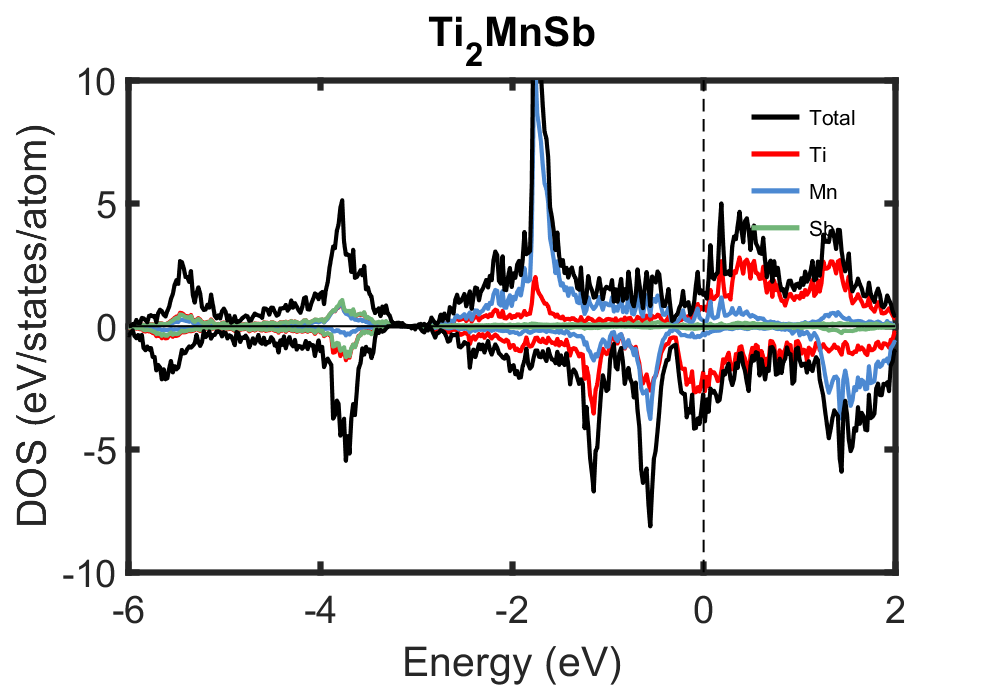 Ti₂MnSb
DOS (eV/states/atom)
10
5
0
-5
-10
Total
Ti
Mn
Sb
-6 -4 -2 0 2
Energy (eV)